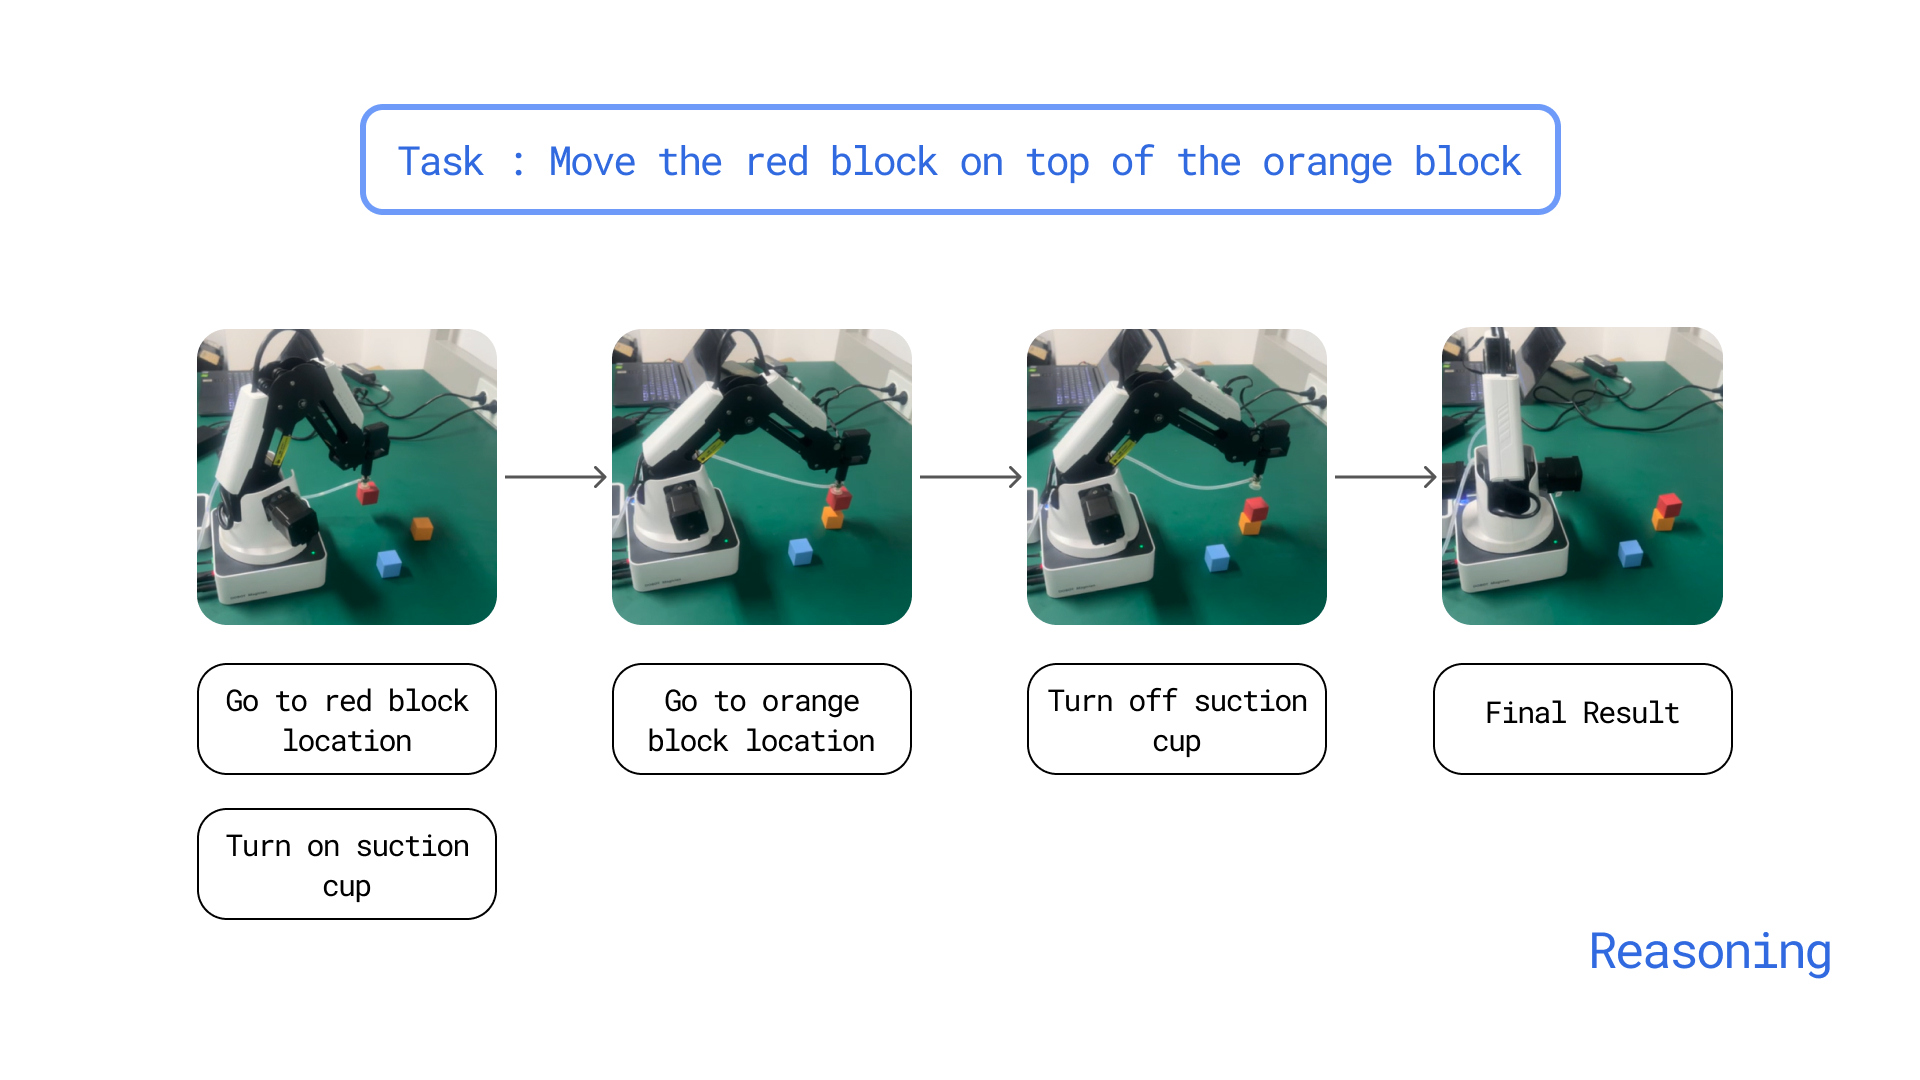 Task : Move the red block on top of the orange block
Go to red block
location
Go to orange
block location
Turn off suction
cup
Final Result
Turn on suction
cup
Reasoning